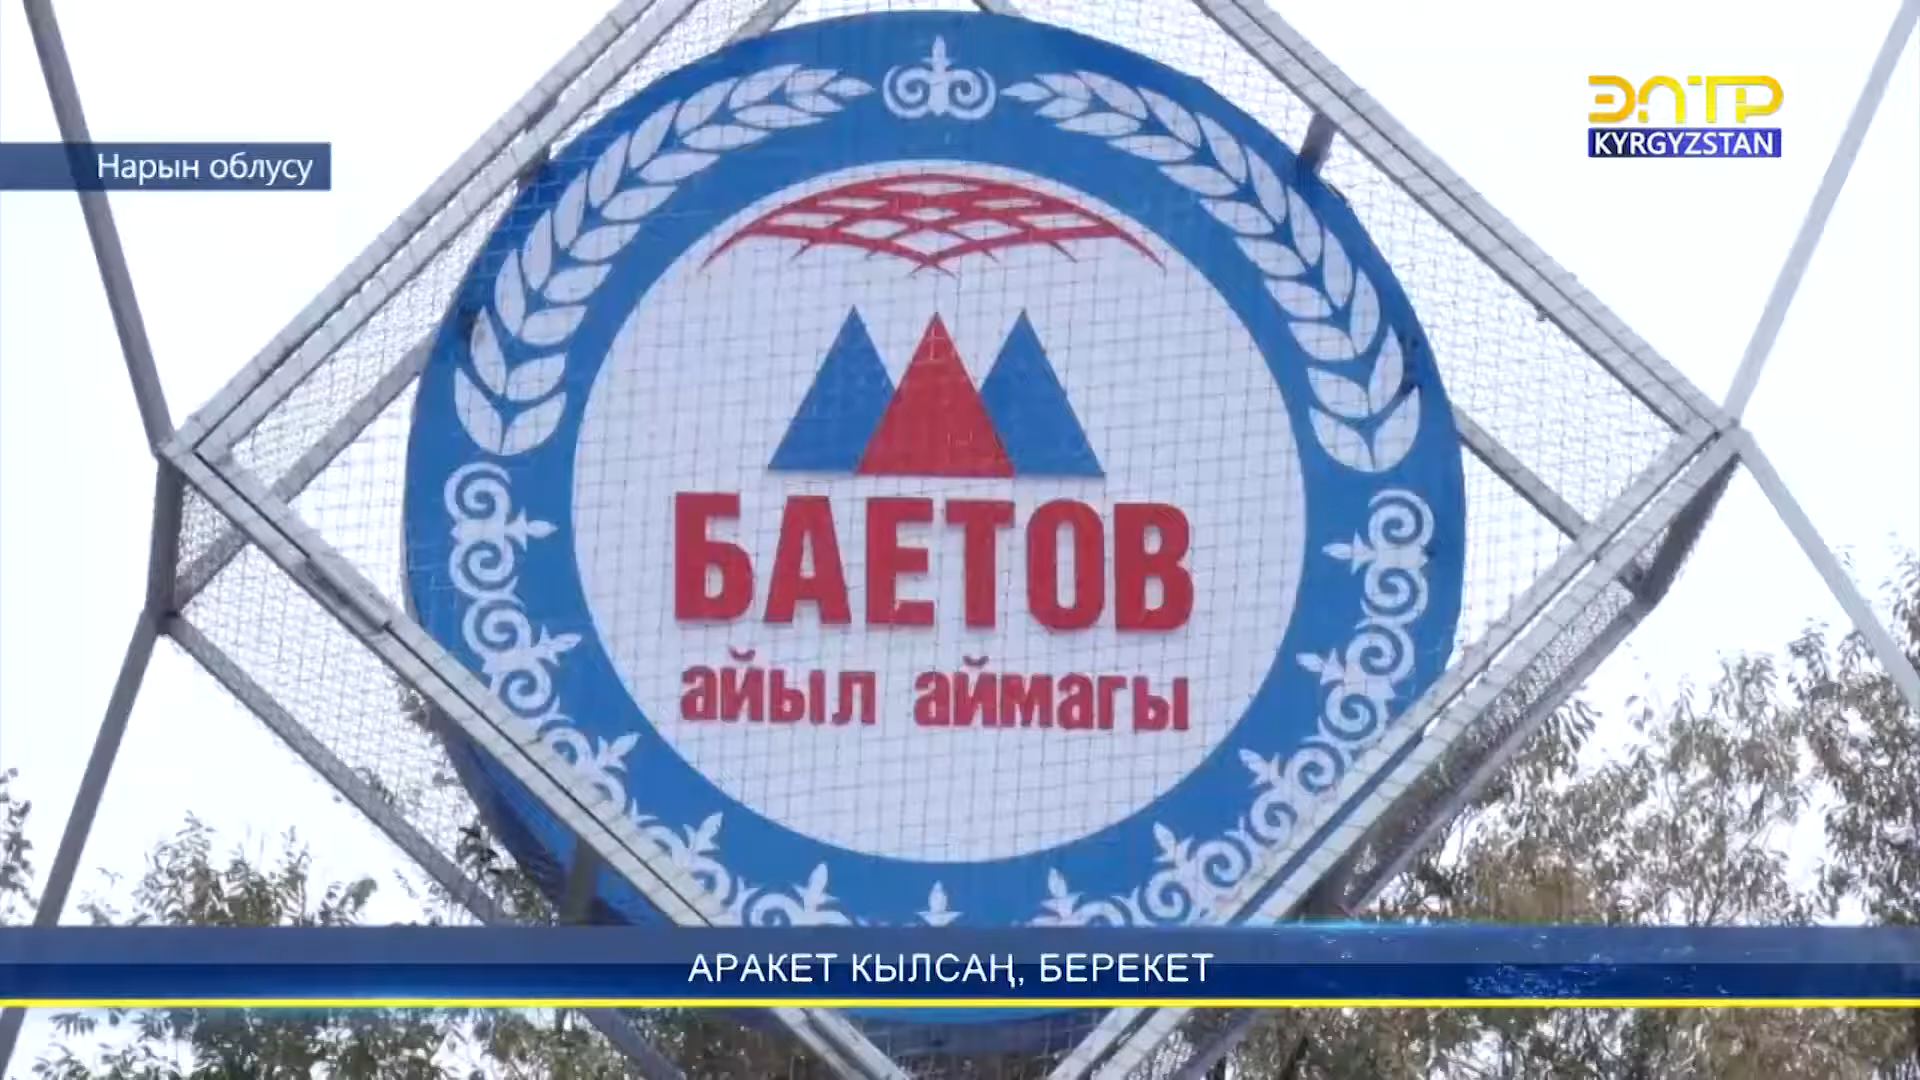 ЭЛТР
KYRGYZSTAN
Нарын облусу
БАЕТОВ
айыл аймагы
АРАКЕТ КЫЛСАҢ, БЕРЕКЕТ